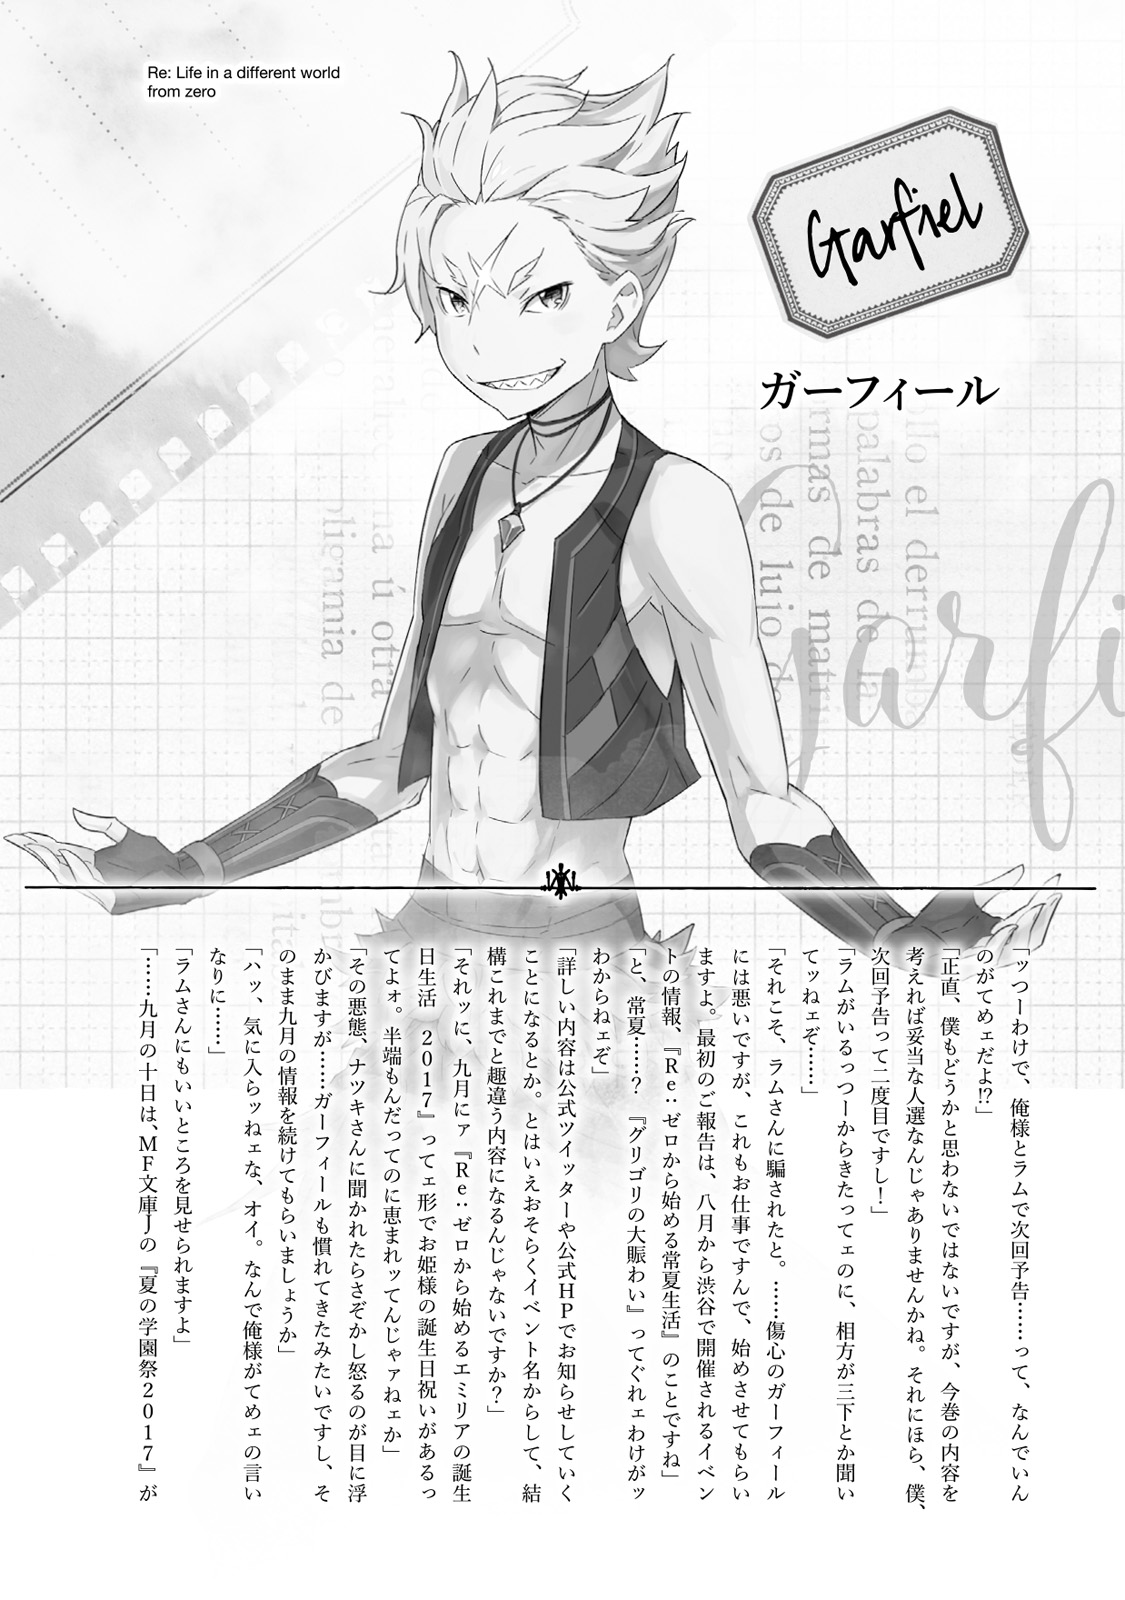 Re: Life in a different world
from zero
Garfiel
ガーフィール
「ッつーわけで、俺様とラムで次回予告……って、なんでいん
のがてめェだよ!?」
「正直、僕もどうかと思わないではないですが、今巻の内容を
考えれば妥当な人選なんじゃありませんかね。それにほら、僕、
次回予告って二度目ですし！」
「ラムがいるっつーからきたってェのに、相方が三下とか聞い
てッねェぞ……」
「それこそ、ラムさんに騙されたと。……傷心のガーフィール
には悪いですが、これもお仕事ですんで、始めさせてもらい
ますよ。最初のご報告は、八月から渋谷で開催されるイベン
トの情報、『Re:ゼロから始める常夏生活』のことですね」
「と、常夏……？　『グリゴリの大賑わい』ってぐれェわけがッ
わからねェぞ」
「詳しい内容は公式ツイッターや公式HPでお知らせしていく
ことになるとか。とはいえおそらくイベント名からして、結
構これまでと趣違う内容になるんじゃないですか？」
「それッに、九月にァ『Re:ゼロから始めるエミリアの誕生
日生活　2017』ってェ形でお姫様の誕生日祝いがあるっ
てよォ。半端もんだってのに恵まれッてんじゃァねェか」
「その悪態、ナツキさんに聞かれたらさぞかし怒るのが目に浮
かびますが……ガーフィールも慣れてきたみたいですし、そ
のまま九月の情報を続けてもらいましょうか」
「ハッ、気に入らッねェな、オイ。なんで俺様がてめェの言い
なりに……」
「ラムさんにもいいところを見せられますよ」
「……九月の十日は、MF文庫Jの『夏の学園祭2017』が
llo el derrumb
palabras de la
rmas de matri
os de lujo de
Garfi
na ú otra
oligamia de